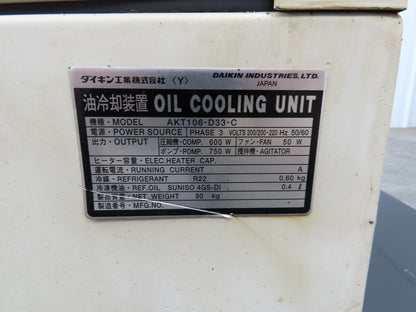 ダイキン工業株式会社 〈Y〉 DAIKIN INDUSTRIES, LTD.
JAPAN
油冷却装置 OIL COOLING UNIT
機種・MODEL AKT106-D33-C
電源・POWER SOURCE PHASE 3 VOLTS 200/200-220 Hz 50/60
出力・OUTPUT 圧縮機・COMP. 600 W ファン・FAN 50 W
ポンプ・PUMP. 750 W 撹拌機・AGITATOR
ヒーター容量・ELEC.HEATER CAP.
運転電流・RUNNING CURRENT A
冷媒・REFRIGERANT R22 0.60 kg
冷凍機油・REF.OIL SUNISO 4GS-DI 0.4 ℓ
製品質量・NET WEIGHT 60 kg
製造番号・MFG.NO.